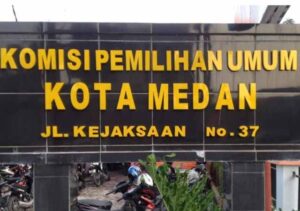 KOMISI PEMILIHAN UMUM
KOTA MEDAN
JL. KEJAKSAAN No. 37